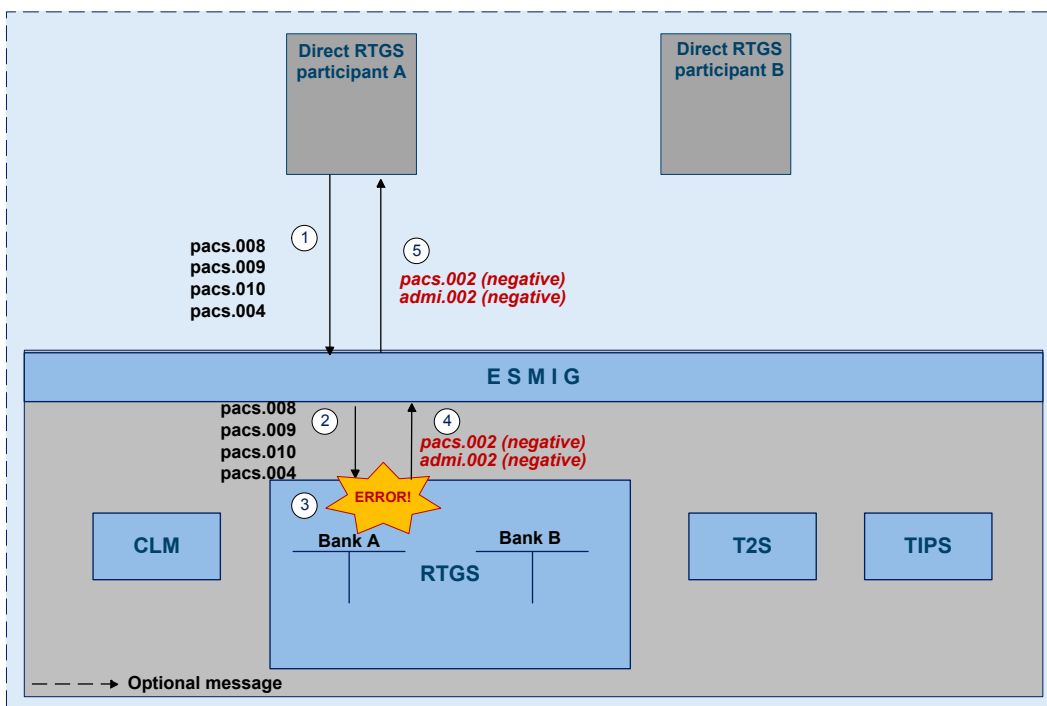 Direct RTGS
participant A
Direct RTGS
participant B
1
pacs.008
pacs.009
pacs.010
pacs.004
5
pacs.002 (negative)
admi.002 (negative)
E S M I G
2
pacs.008
pacs.009
pacs.010
pacs.004
4
pacs.002 (negative)
admi.002 (negative)
3
ERROR!
CLM
Bank A
Bank B
RTGS
T2S
TIPS
Optional message